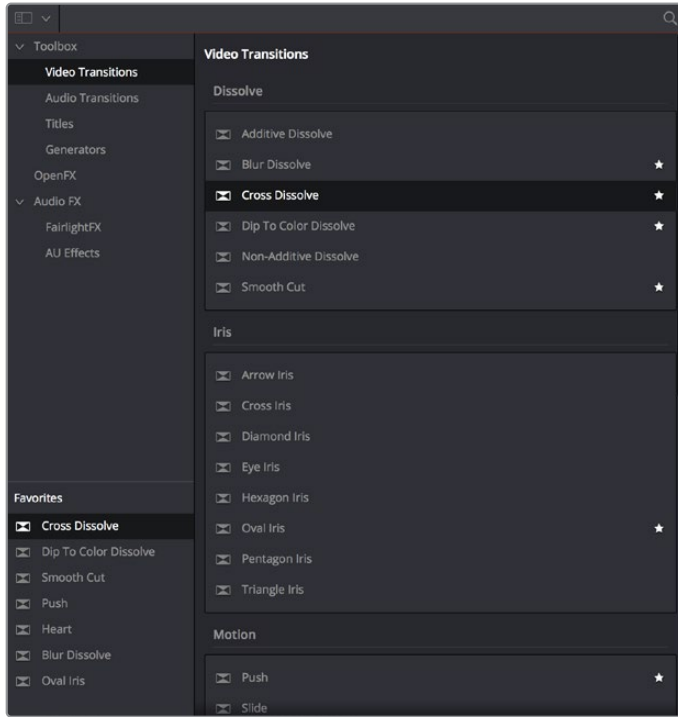 Toolbox
Video Transitions
Audio Transitions
Titles
Generators
OpenFX
Audio FX
FairlightFX
AU Effects
Favorites
Cross Dissolve
Dip To Color Dissolve
Smooth Cut
Push
Heart
Blur Dissolve
Oval Iris
Video Transitions
Dissolve
Additive Dissolve
Blur Dissolve
Cross Dissolve
Dip To Color Dissolve
Non-Additive Dissolve
Smooth Cut
Iris
Arrow Iris
Cross Iris
Diamond Iris
Eye Iris
Hexagon Iris
Oval Iris
Pentagon Iris
Triangle Iris
Motion
Push
Slide